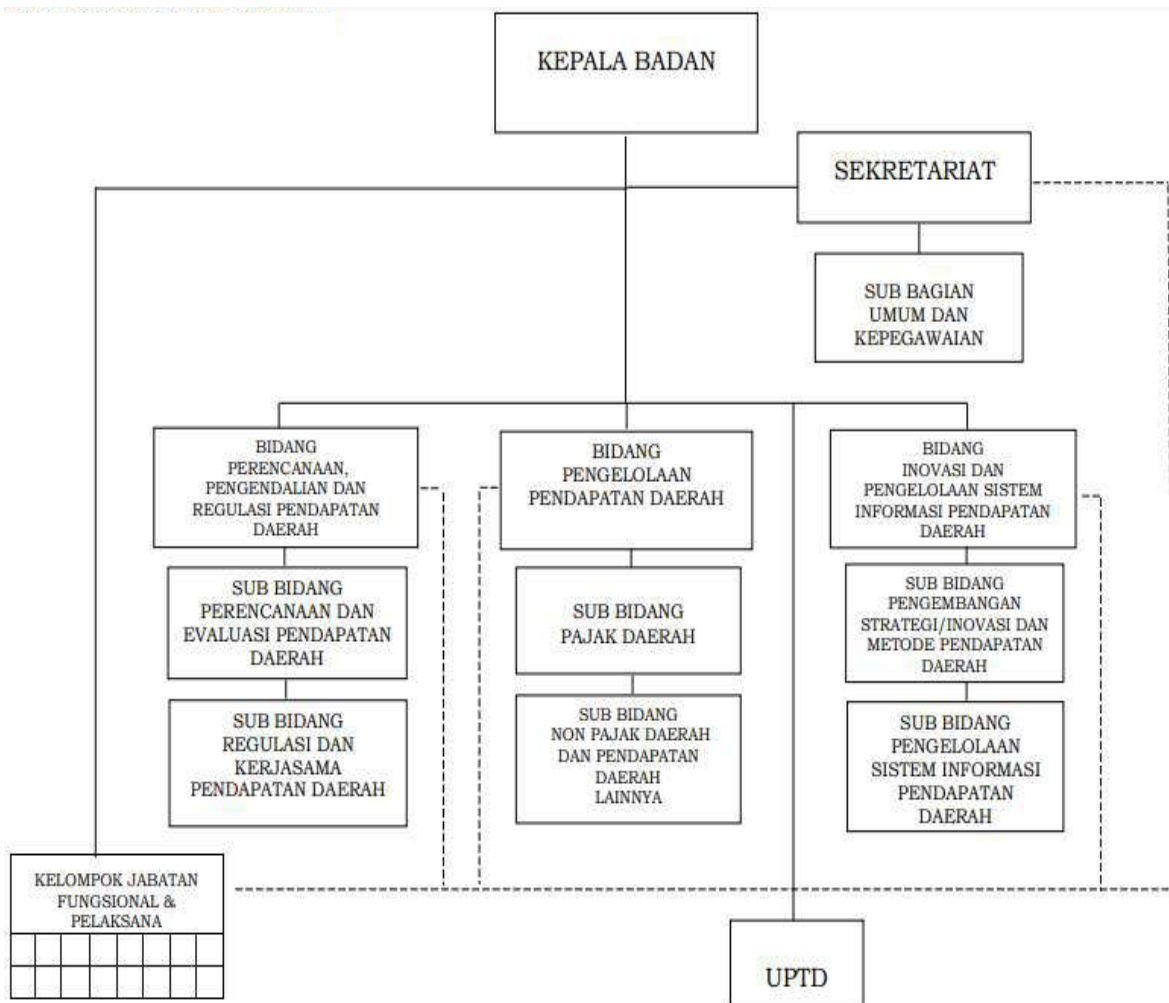 KEPALA BADAN
SEKRETARIAT
SUB BAGIAN
UMUM DAN
KEPEGAWAIAN
BIDANG
PERENCANAAN,
PENGENDALIAN DAN
REGULASI PENDAPATAN
DAERAH
BIDANG
PENGELOLAAN
PENDAPATAN DAERAH
BIDANG
INOVASI DAN
PENGELOLAAN SISTEM
INFORMASI PENDAPATAN
DAERAH
SUB BIDANG
PERENCANAAN DAN
EVALUASI PENDAPATAN
DAERAH
SUB BIDANG
PAJAK DAERAH
SUB BIDANG
PENGEMBANGAN
STRATEGI/INOVASI DAN
METODE PENDAPATAN
DAERAH
SUB BIDANG
REGULASI DAN
KERJASAMA
PENDAPATAN DAERAH
SUB BIDANG
NON PAJAK DAERAH
DAN PENDAPATAN
DAERAH
LAINNYA
SUB BIDANG
PENGELOLAAN
SISTEM INFORMASI
PENDAPATAN
DAERAH
KELOMPOK JABATAN
FUNGSIONAL &
PELAKSANA
UPTD